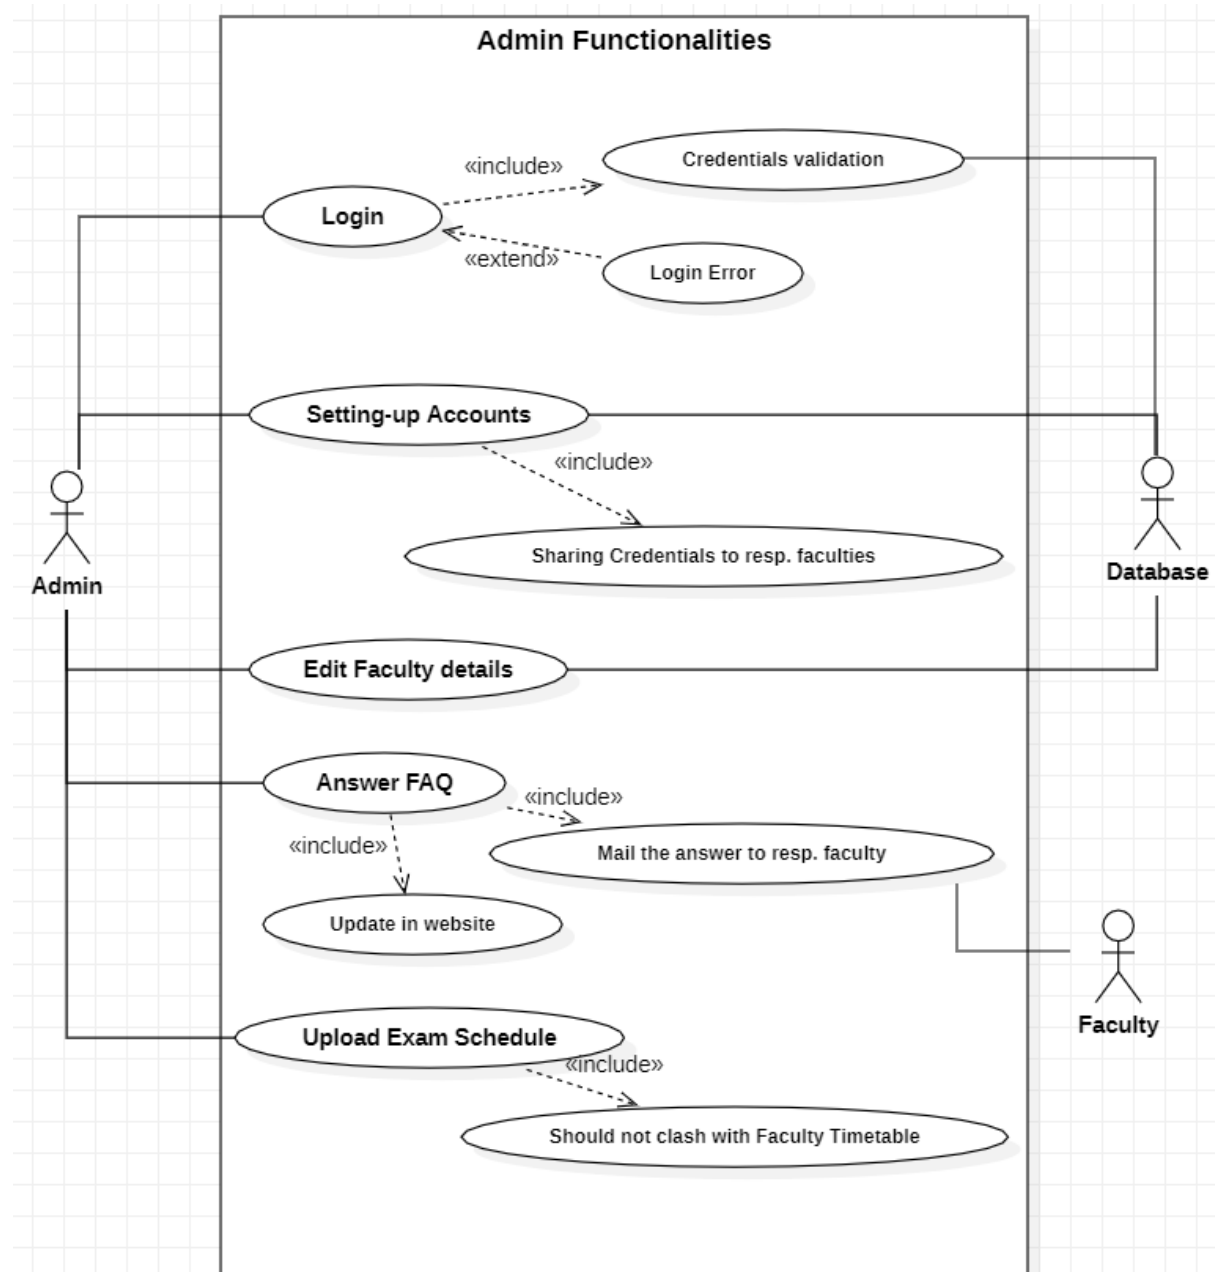 Admin Functionalities
«include»
Credentials validation
Login
«extend»
Login Error
Setting-up Accounts
«include»
Sharing Credentials to resp. faculties
Admin
Database
Edit Faculty details
Answer FAQ
«include»
«include»
Mail the answer to resp. faculty
Update in website
Faculty
Upload Exam Schedule
«include»
Should not clash with Faculty Timetable